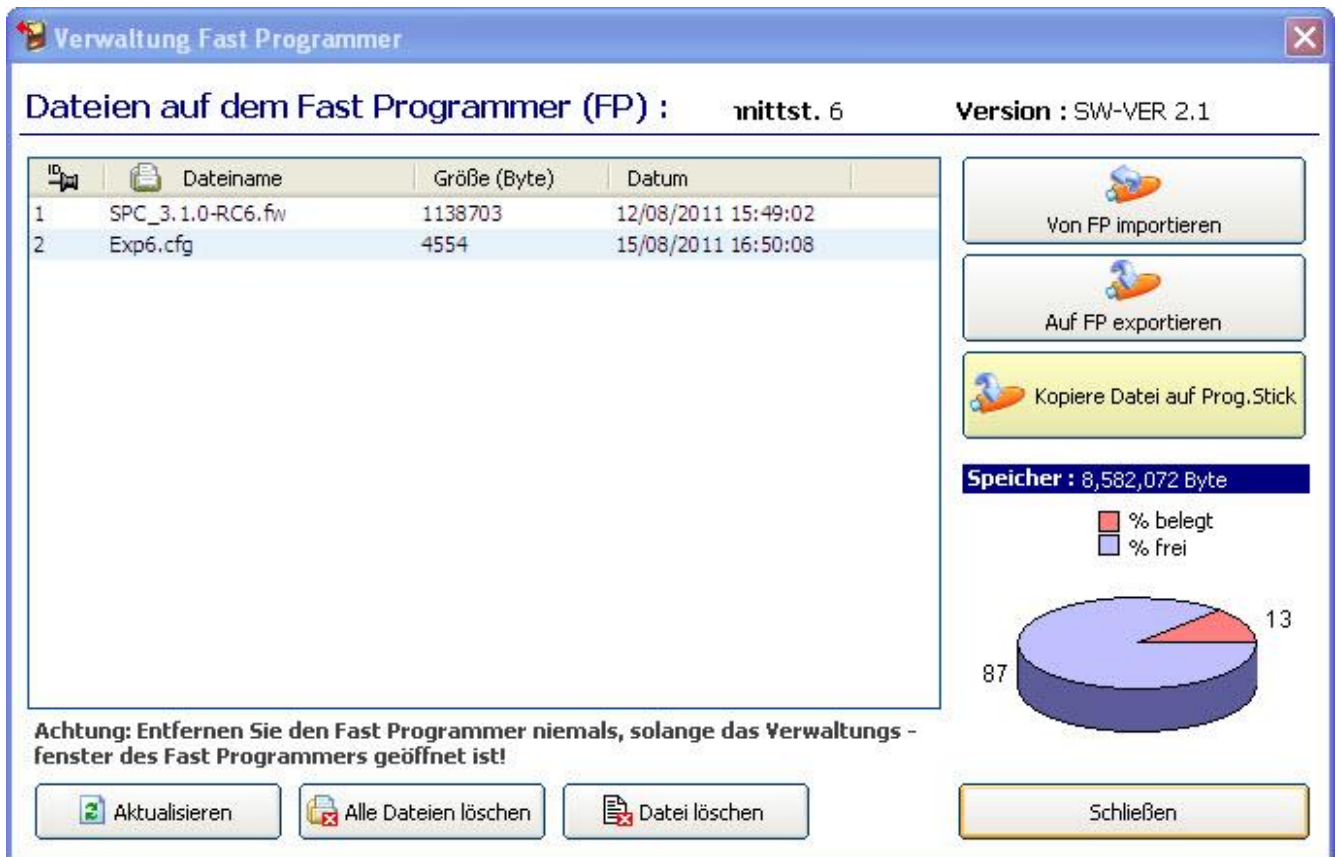 Verwaltung Fast Programmer
Dateien auf dem Fast Programmer (FP) : nittst. 6 Version : SW-VER 2.1
ID Dateiname Größe (Byte) Datum
1 SPC_3.1.0-RC6.fw 1138703 12/08/2011 15:49:02
2 Exp6.cfg 4554 15/08/2011 16:50:08
Von FP importieren
Auf FP exportieren
Kopiere Datei auf Prog.Stick
Speicher : 8,582,072 Byte
% belegt
% frei
13
87
Achtung: Entfernen Sie den Fast Programmer niemals, solange das Verwaltungs -
fenster des Fast Programmers geöffnet ist!
Aktualisieren Alle Dateien löschen Datei löschen Schließen